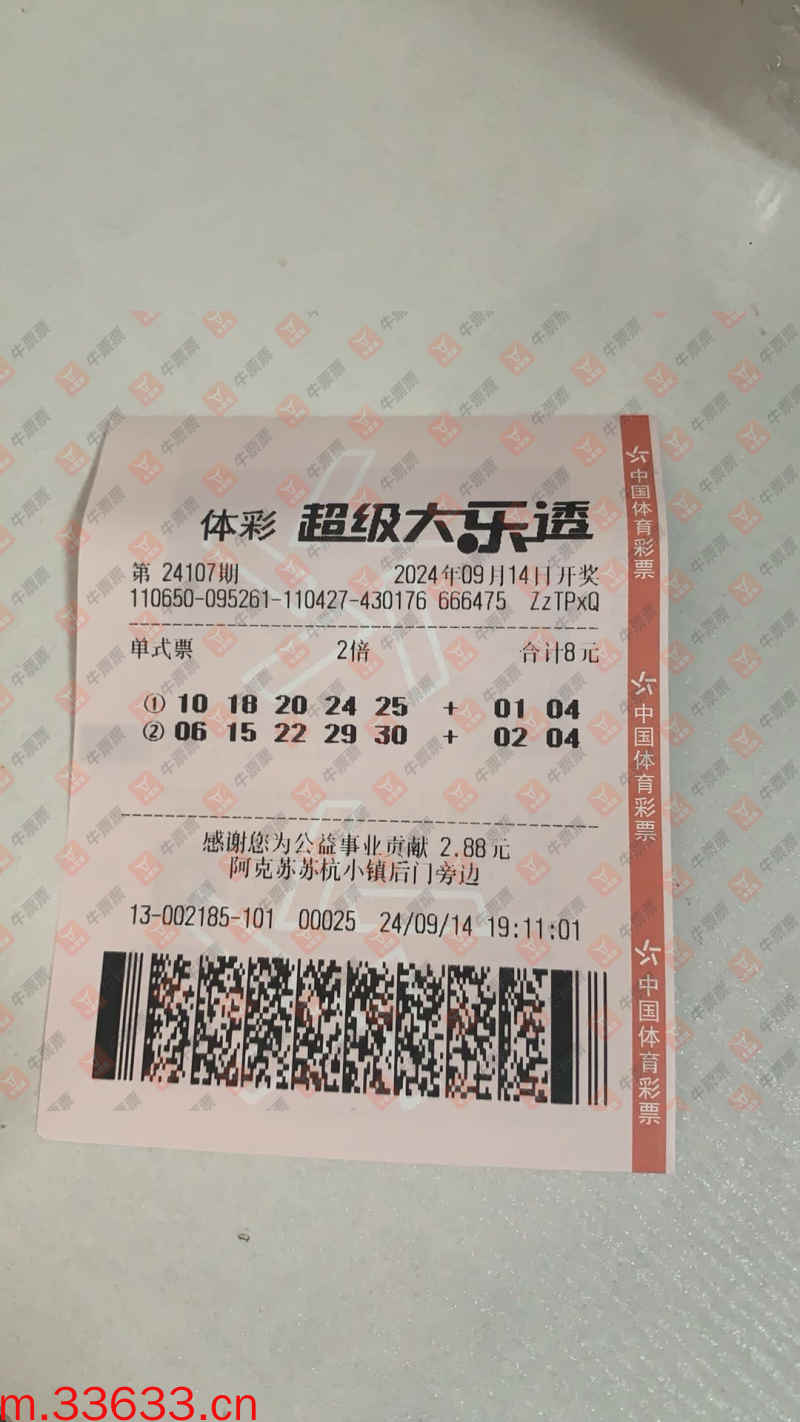 体彩 超级大乐透
第 24107期 2024年09月14日开奖
110650-095261-110427-430176 666475 ZzTPxQ
单式票 2倍 合计8元
① 10 18 20 24 25 + 01 04
② 06 15 22 29 30 + 02 04
感谢您为公益事业贡献 2.88元
阿克苏苏杭小镇后门旁边
13-002185-101 00025 24/09/14 19:11:01
中国体育彩票
中国体育彩票
中国体育彩票
牛票票
m.33633.cn